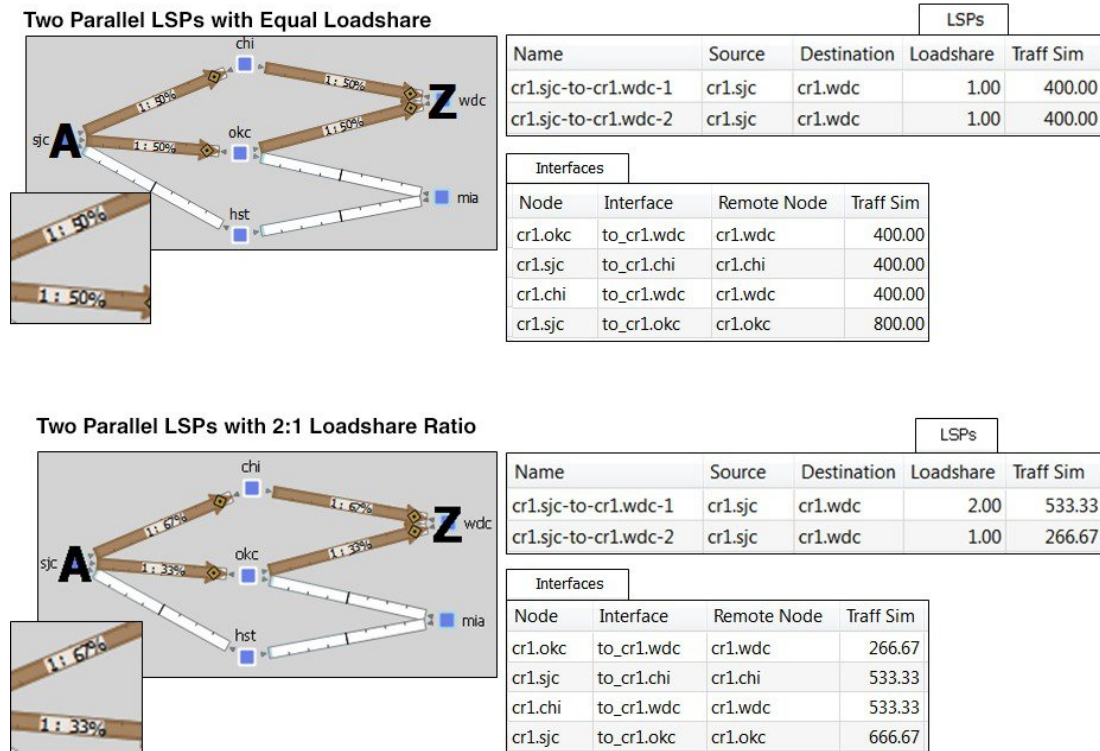 Two Parallel LSPs with Equal Loadshare
chi
1 : 50%
1 : 50%
sjc A
Z wdc
okc
1 : 50%
1 : 50%
mia
hst
1 : 50%
1 : 50%
LSPs
Name Source Destination Loadshare Traff Sim
cr1.sjc-to-cr1.wdc-1 cr1.sjc cr1.wdc 1.00 400.00
cr1.sjc-to-cr1.wdc-2 cr1.sjc cr1.wdc 1.00 400.00
Interfaces
Node Interface Remote Node Traff Sim
cr1.okc to_cr1.wdc cr1.wdc 400.00
cr1.sjc to_cr1.chi cr1.chi 400.00
cr1.chi to_cr1.wdc cr1.wdc 400.00
cr1.sjc to_cr1.okc cr1.okc 800.00
Two Parallel LSPs with 2:1 Loadshare Ratio
chi
1 : 67%
1 : 67%
sjc A
Z wdc
okc
1 : 33%
1 : 33%
mia
hst
1 : 67%
1 : 33%
LSPs
Name Source Destination Loadshare Traff Sim
cr1.sjc-to-cr1.wdc-1 cr1.sjc cr1.wdc 2.00 533.33
cr1.sjc-to-cr1.wdc-2 cr1.sjc cr1.wdc 1.00 266.67
Interfaces
Node Interface Remote Node Traff Sim
cr1.okc to_cr1.wdc cr1.wdc 266.67
cr1.sjc to_cr1.chi cr1.chi 533.33
cr1.chi to_cr1.wdc cr1.wdc 533.33
cr1.sjc to_cr1.okc cr1.okc 666.67